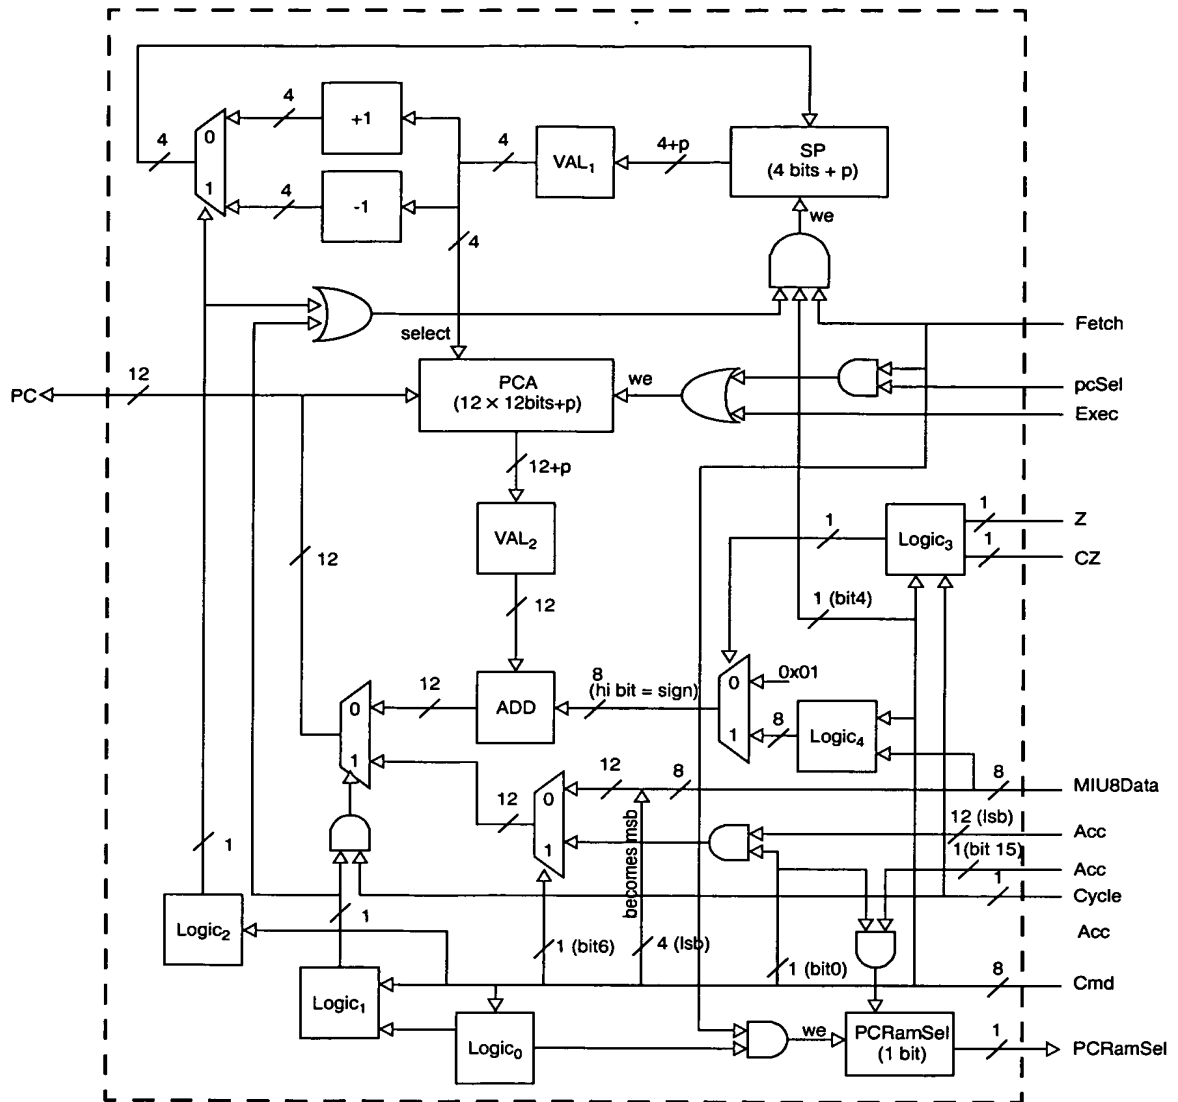 4
+1
4
0
1
4
-1
4
VAL₁
4+p
SP
(4 bits + p)
we
4
select
Fetch
PC
12
PCA
(12 × 12bits+p)
we
pcSel
Exec
12+p
VAL₂
12
12
1
Logic₃
1
Z
1
CZ
1 (bit4)
0x01
0
1
8
(hi bit = sign)
ADD
12
0
1
8
Logic₄
8
MIU8Data
12
8
0
1
12
becomes msb
12 (lsb)
Acc
1(bit 15)
Acc
1
Cycle
Acc
1
1
Logic₂
1 (bit6)
4 (lsb)
1 (bit0)
8
Cmd
Logic₁
Logic₀
we
PCRamSel
(1 bit)
1
PCRamSel